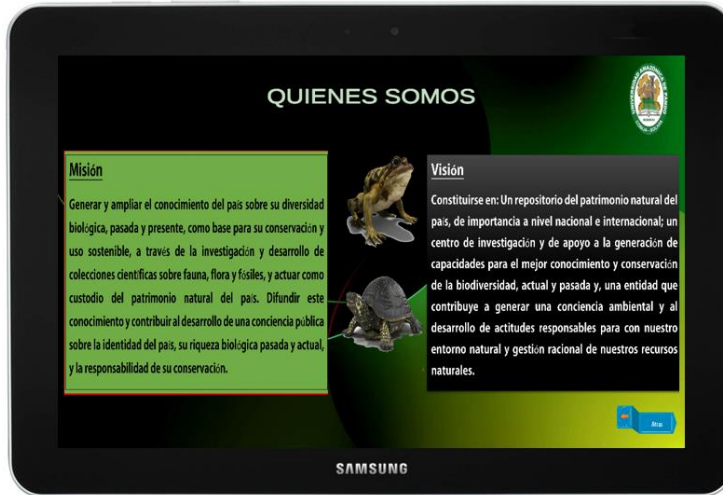 QUIENES SOMOS
UNIVERSIDAD AMAZONICA DE PANDO
COBIJA - BOLIVIA
Misión
Generar y ampliar el conocimiento del país sobre su diversidad
biológica, pasada y presente, como base para su conservación y
uso sostenible, a través de la investigación y desarrollo de
colecciones científicas sobre fauna, flora y fósiles, y actuar como
custodio del patrimonio natural del país. Difundir este
conocimiento y contribuir al desarrollo de una conciencia pública
sobre la identidad del país, su riqueza biológica pasada y actual,
y la responsabilidad de su conservación.
Visión
Constituirse en: Un repositorio del patrimonio natural del
país, de importancia a nivel nacional e internacional; un
centro de investigación y de apoyo a la generación de
capacidades para el mejor conocimiento y conservación
de la biodiversidad, actual y pasada y, una entidad que
contribuye a generar una conciencia ambiental y al
desarrollo de actitudes responsables para con nuestro
entorno natural y gestión racional de nuestros recursos
naturales.
Atras
SAMSUNG